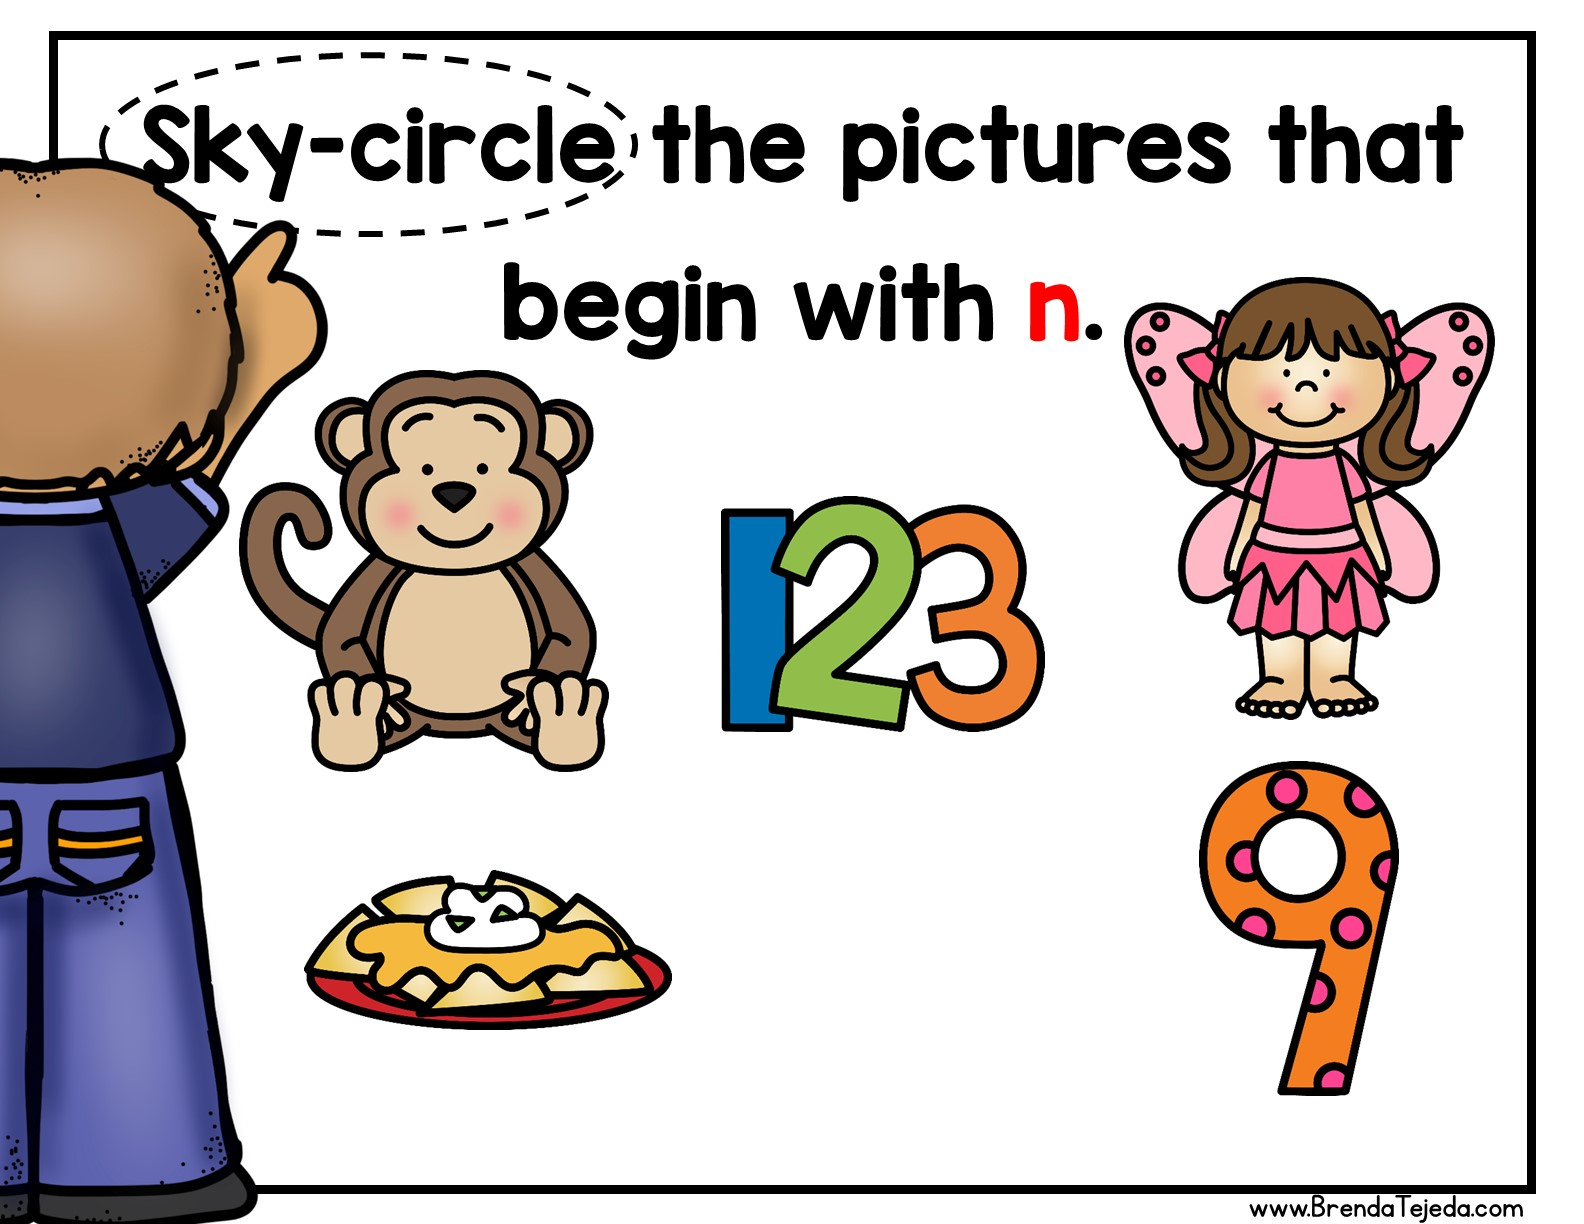 Sky-circle the pictures that
begin with n.
123
9
www.BrendaTejeda.com